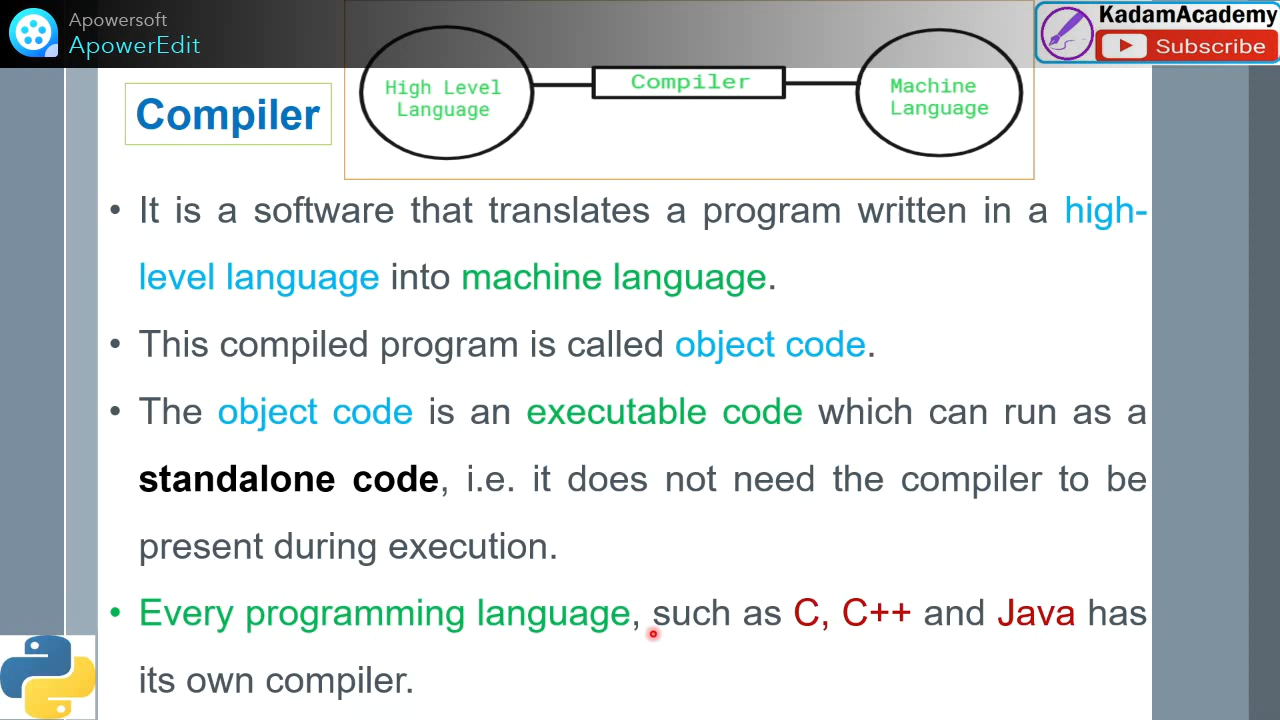 Apowersoft
ApowerEdit
KadamAcademy
Subscribe
High Level
Language
Compiler
Machine
Language
Compiler
• It is a software that translates a program written in a high-
level language into machine language.
• This compiled program is called object code.
• The object code is an executable code which can run as a
standalone code, i.e. it does not need the compiler to be
present during execution.
• Every programming language, such as C, C++ and Java has
its own compiler.